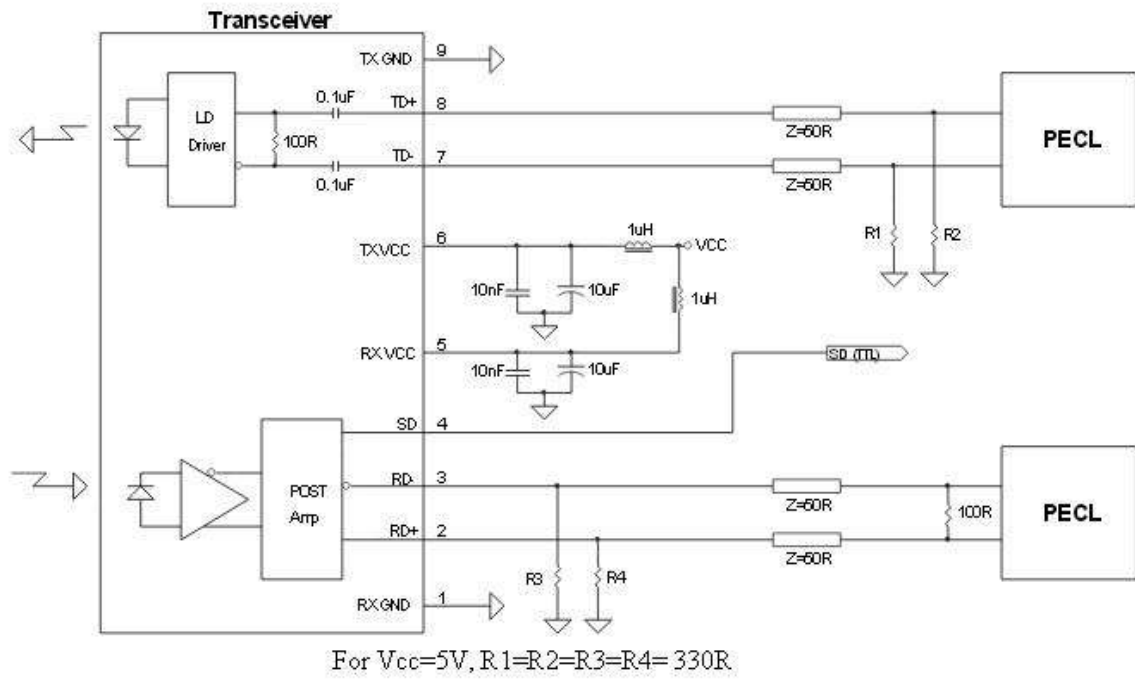 Transceiver
TX GND 9
0.1uF TD+ 8
LD Driver
100R
Z=50R
PECL
TD- 7
0.1uF
Z=50R
R1 R2
TX VCC 6
1uH
VCC
10nF 10uF
1uH
RX VCC 5
10nF 10uF
SD (TTL)
SD 4
RD- 3
POST Amp
Z=50R
100R
PECL
RD+ 2
Z=50R
R3 R4
RX GND 1
For Vcc=5V, R1=R2=R3=R4= 330R